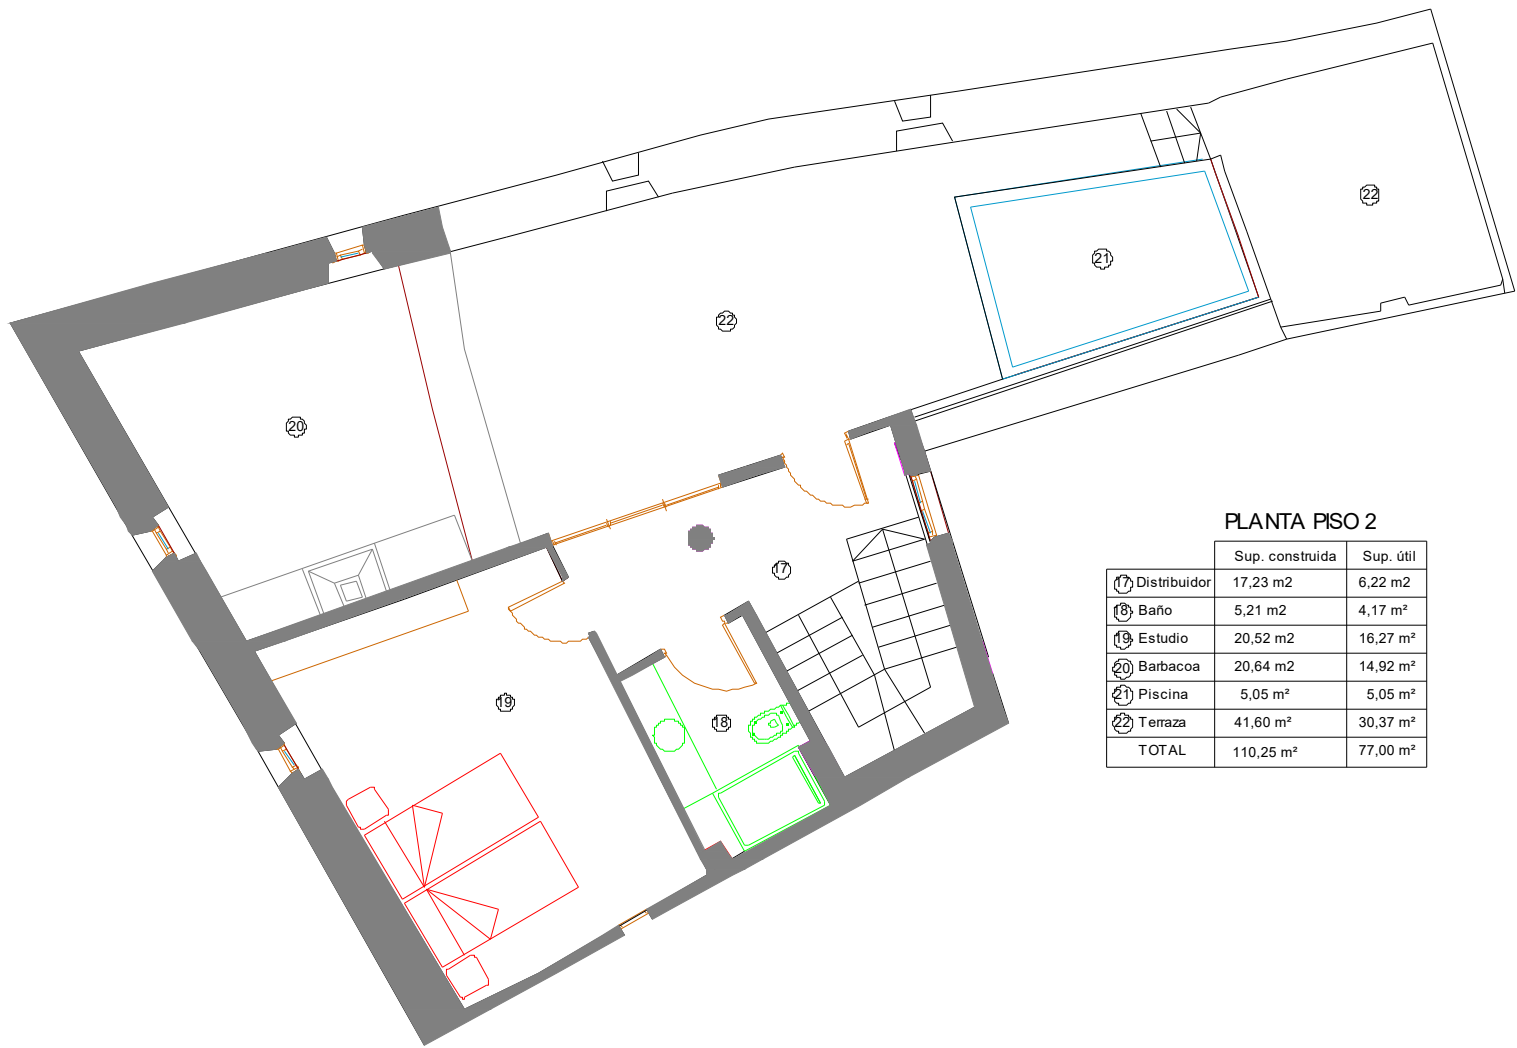 22
21
22
20
17
19
18
PLANTA PISO 2
Sup. construida Sup. útil
17 Distribuidor 17,23 m2 6,22 m2
18 Baño 5,21 m2 4,17 m²
19 Estudio 20,52 m2 16,27 m²
20 Barbacoa 20,64 m2 14,92 m²
21 Piscina 5,05 m² 5,05 m²
22 Terraza 41,60 m² 30,37 m²
TOTAL 110,25 m² 77,00 m²